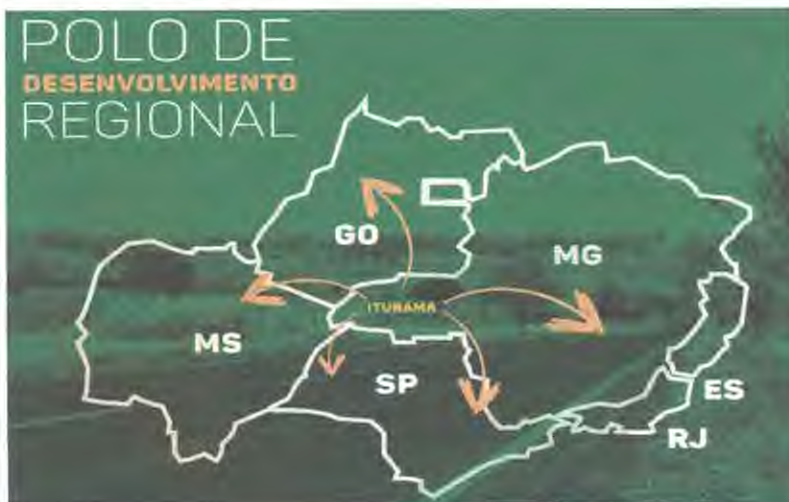 POLO DE
DESENVOLVIMENTO
REGIONAL
GO
MG
ITURAMA
MS
SP
ES
RJ